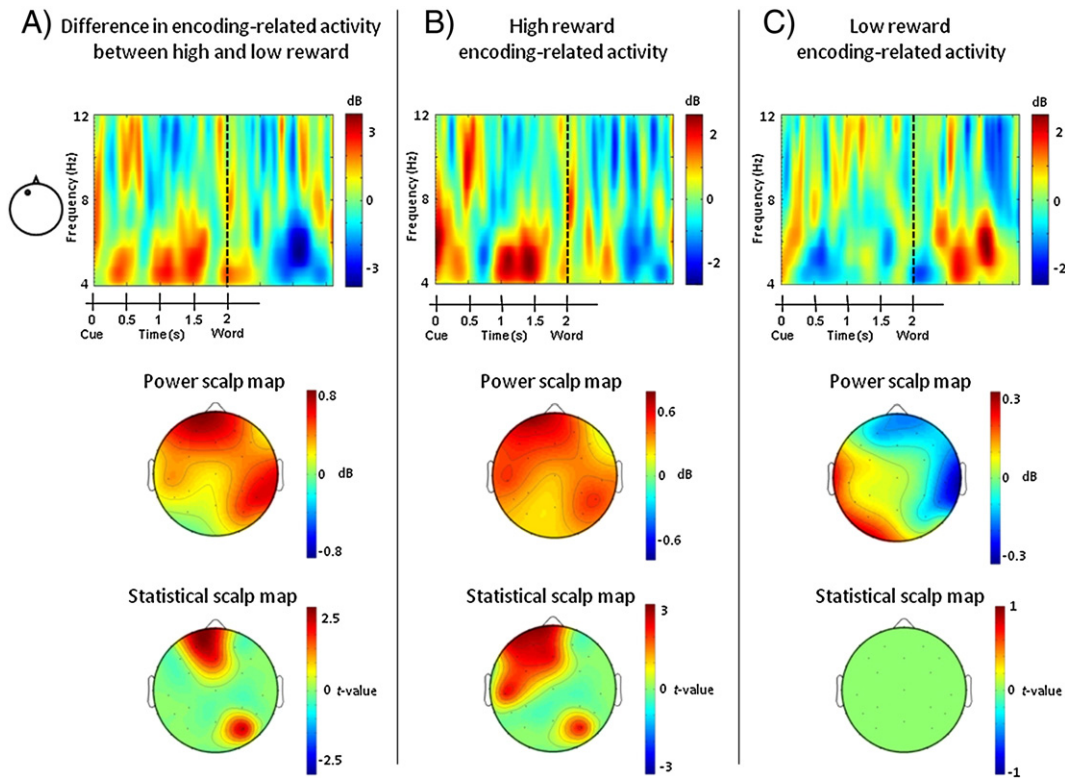 A) Difference in encoding-related activity
between high and low reward
dB
12
8
4
Frequency (Hz)
3
0
-3
0 0.5 1 1.5 2
Cue Time (s) Word
Power scalp map
0.8
0 dB
-0.8
Statistical scalp map
2.5
0 t-value
-2.5
B) High reward
encoding-related activity
dB
12
8
4
Frequency (Hz)
2
0
-2
0 0.5 1 1.5 2
Cue Time (s) Word
Power scalp map
0.6
0 dB
-0.6
Statistical scalp map
3
0 t-value
-3
C) Low reward
encoding-related activity
dB
12
8
4
Frequency (Hz)
2
0
-2
0 0.5 1 1.5 2
Cue Time (s) Word
Power scalp map
0.3
0 dB
-0.3
Statistical scalp map
1
0 t-value
-1